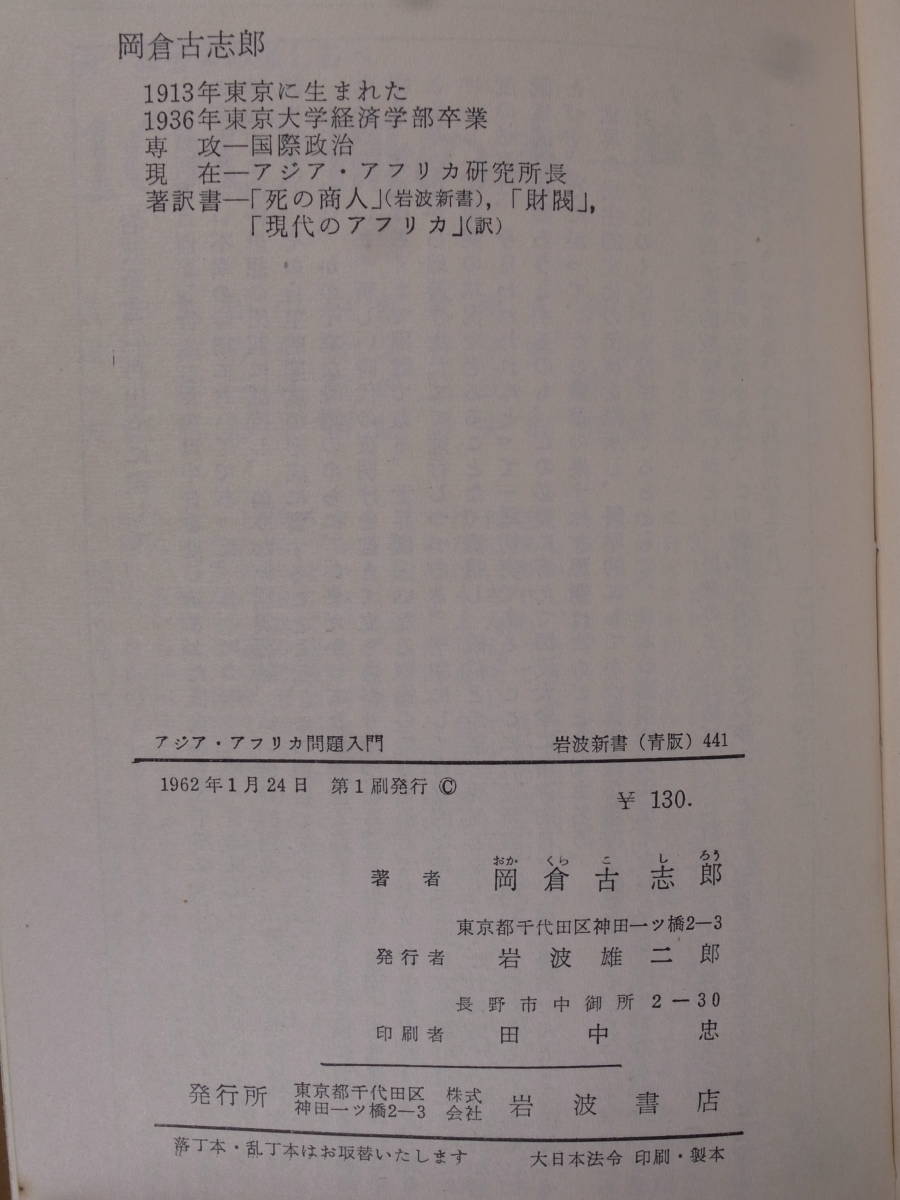 岡倉古志郎
1913年東京に生まれた
1936年東京大学経済学部卒業
専 攻―国際政治
現 在―アジア・アフリカ研究所長
著訳書―「死の商人」(岩波新書),「財閥」,
「現代のアフリカ」(訳)
アジア・アフリカ問題入門 岩波新書(青版)441
1962年1月24日 第1刷発行 ©
¥ 130.
おか くら こ し ろう
著 者 岡 倉 古 志 郎
東京都千代田区神田一ツ橋2―3
発行者 岩 波 雄 二 郎
長野市中御所 2―30
印刷者 田 中 忠
発行所 東京都千代田区神田一ツ橋2―3 株式会社 岩 波 書 店
落丁本・乱丁本はお取替いたします 大日本法令 印刷・製本